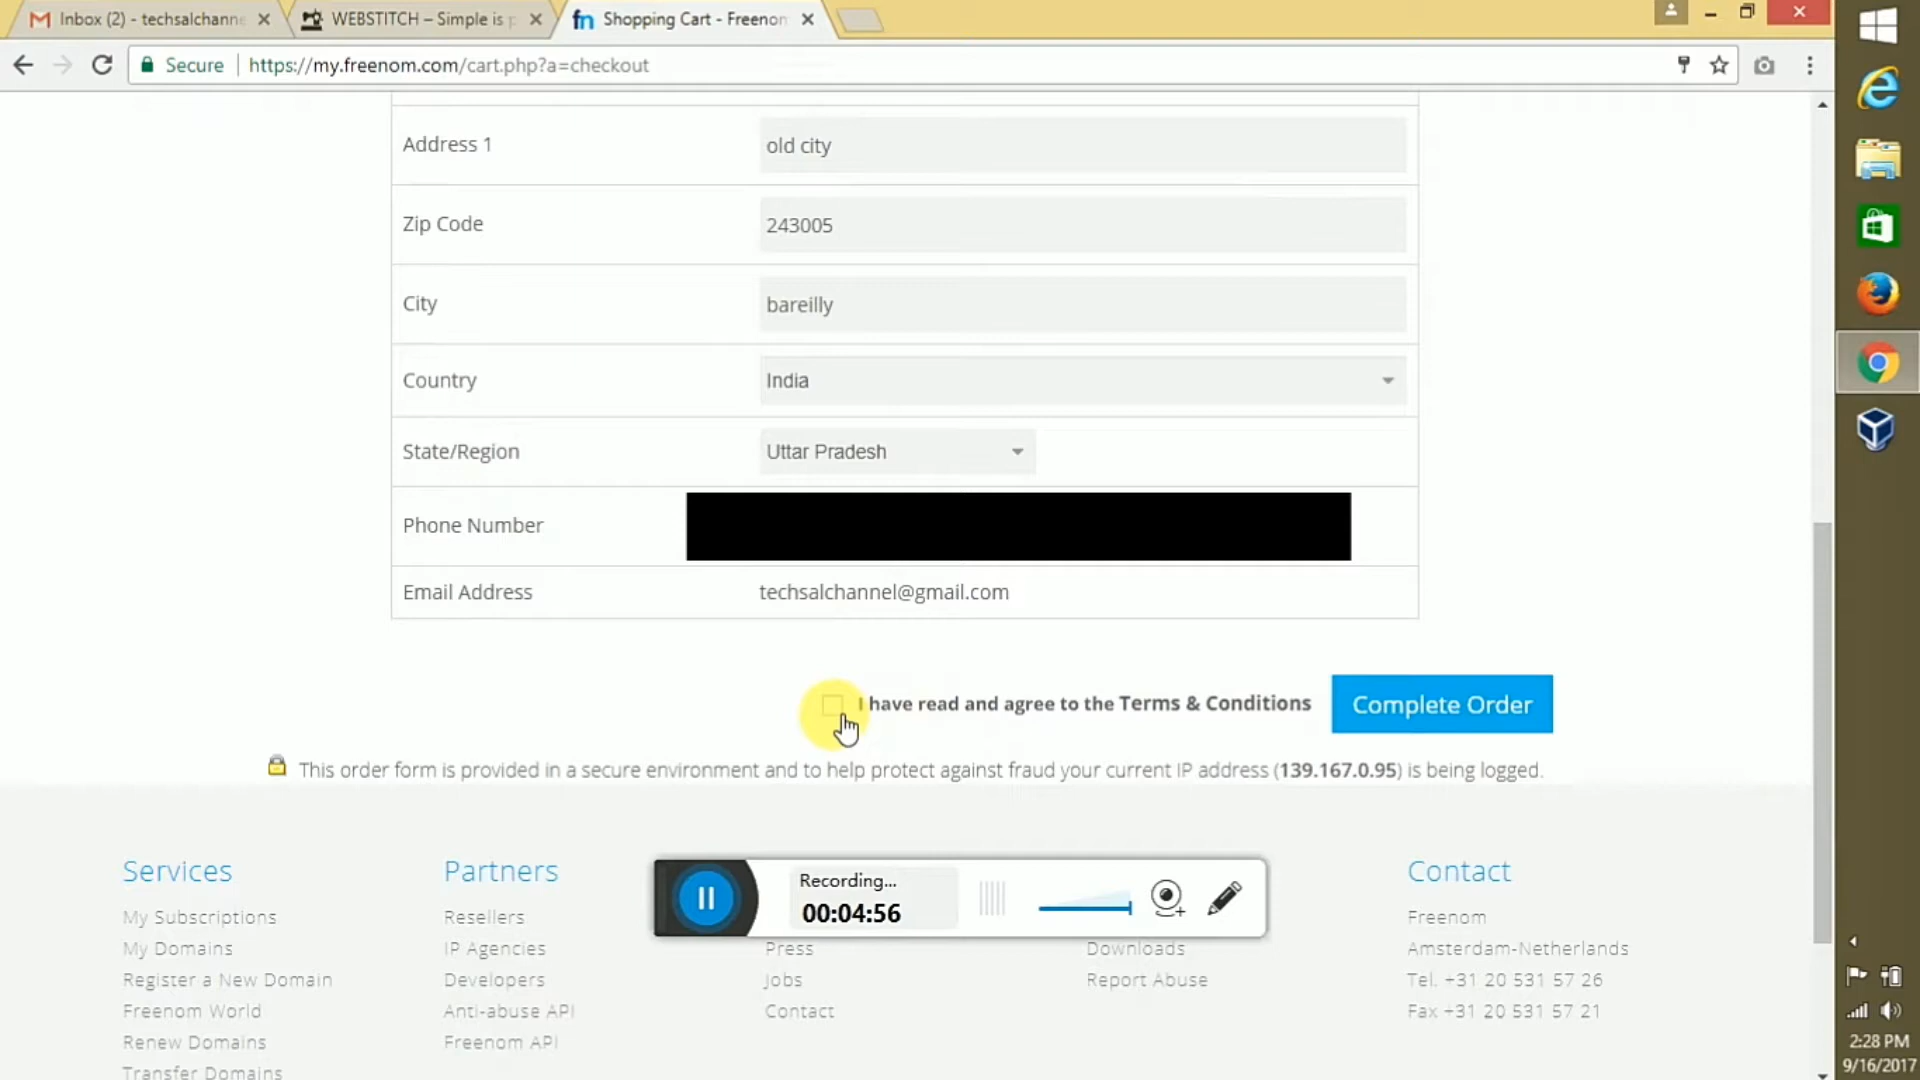 Inbox (2) - techsalchanne
WEBSTITCH – Simple is p
Shopping Cart - Freenom
Secure
https://my.freenom.com/cart.php?a=checkout
Address 1
old city
Zip Code
243005
City
bareilly
Country
India
State/Region
Uttar Pradesh
Phone Number
Email Address
techsalchannel@gmail.com
I have read and agree to the Terms & Conditions
Complete Order
This order form is provided in a secure environment and to help protect against fraud your current IP address (139.167.0.95) is being logged.
Services
My Subscriptions
My Domains
Register a New Domain
Freenom World
Renew Domains
Transfer Domains
Partners
Resellers
IP Agencies
Developers
Anti-abuse API
Freenom API
Recording...
00:04:56
Press
Jobs
Contact
Downloads
Report Abuse
Contact
Freenom
Amsterdam-Netherlands
Tel. +31 20 531 57 26
Fax +31 20 531 57 21
2:28 PM
9/16/2017